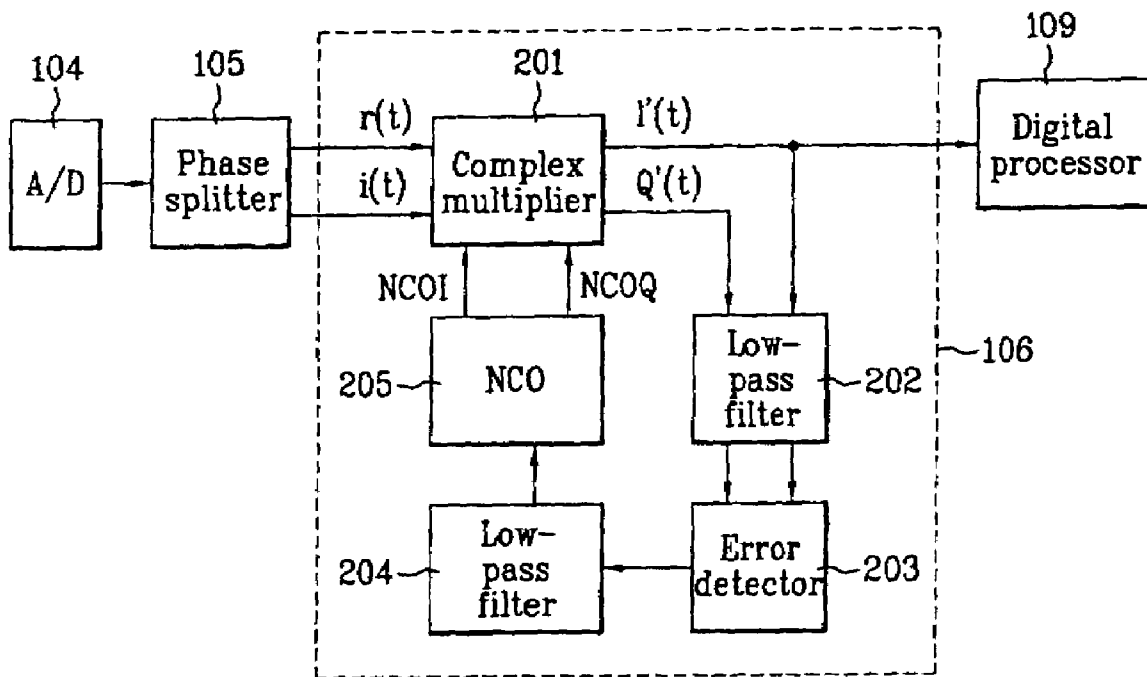 104
105
201
109
A/D
Phase
splitter
r(t)
i(t)
Complex
multiplier
I'(t)
Q'(t)
Digital
processor
NCOI
NCOQ
205
NCO
Low-
pass
filter
202
106
204
Low-
pass
filter
Error
detector
203